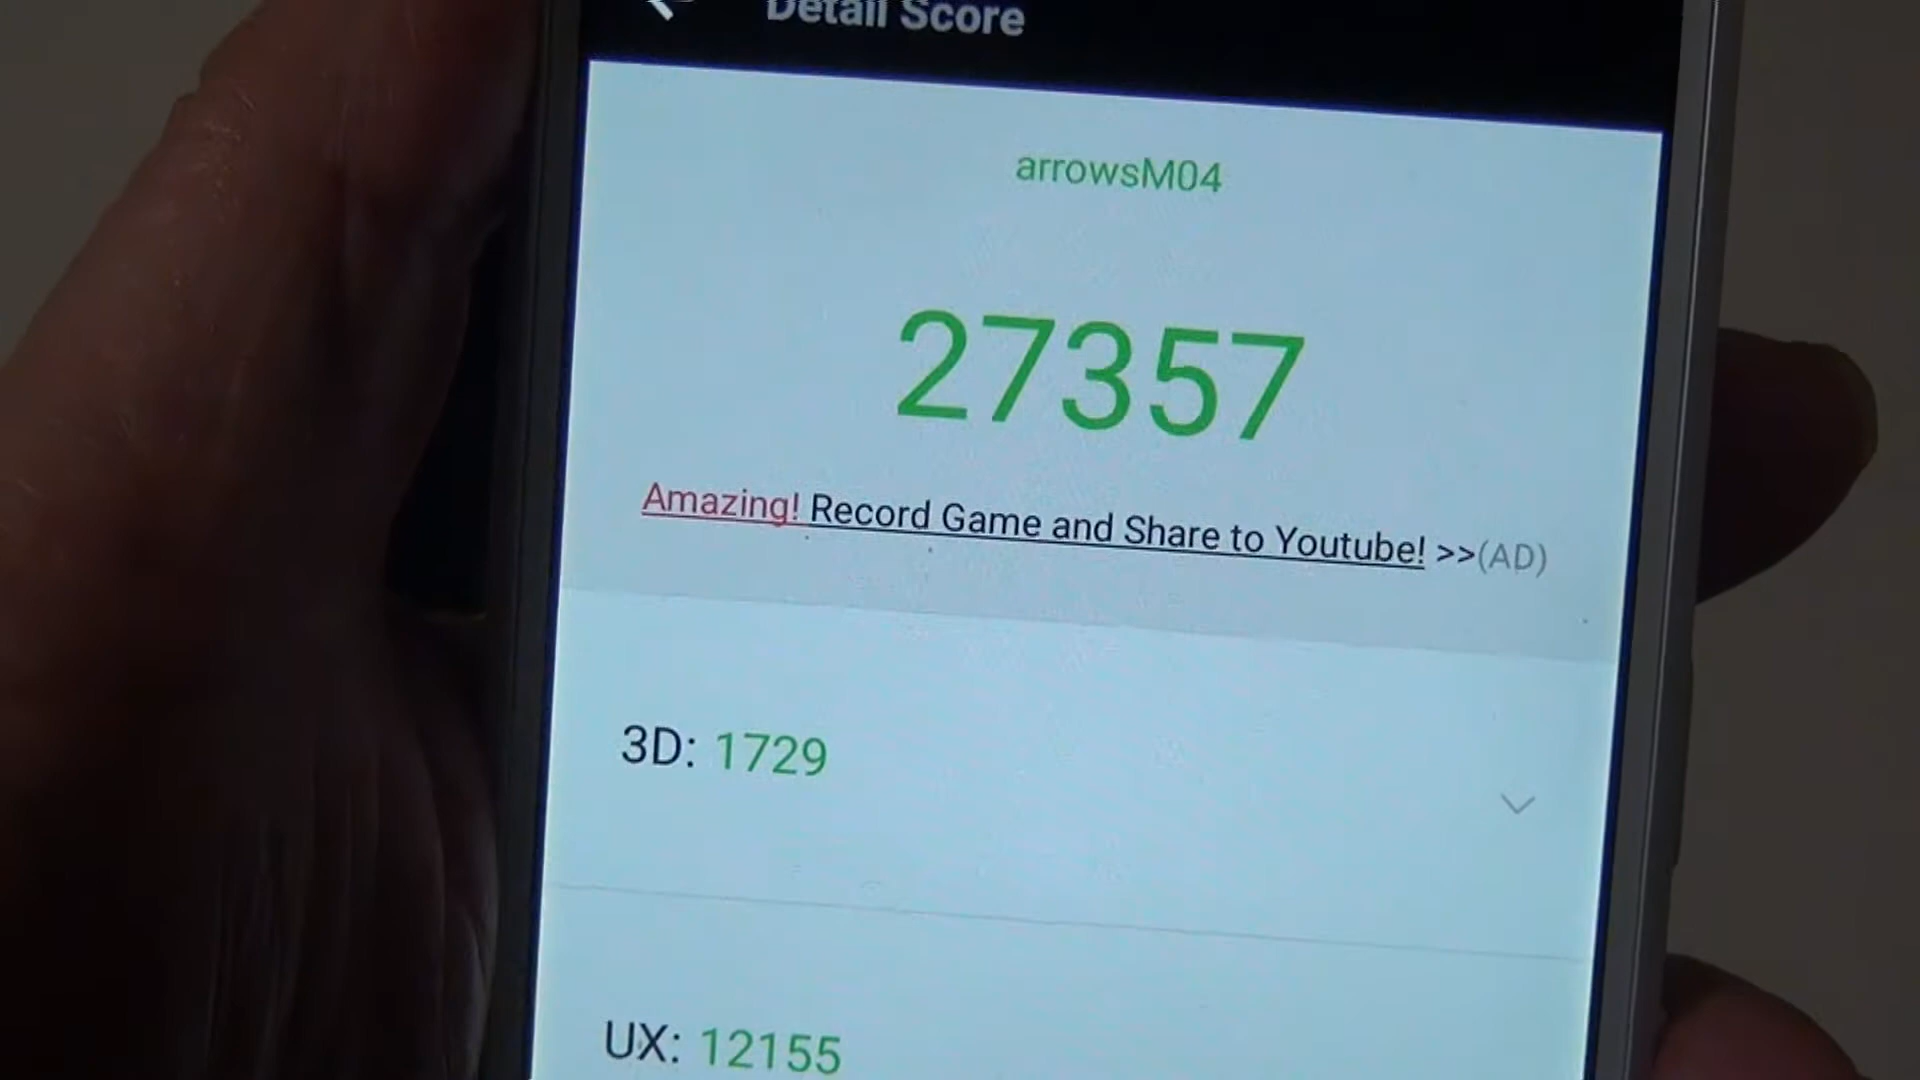 Detail Score
arrowsM04
27357
Amazing! Record Game and Share to Youtube! >>(AD)
3D: 1729
UX: 12155